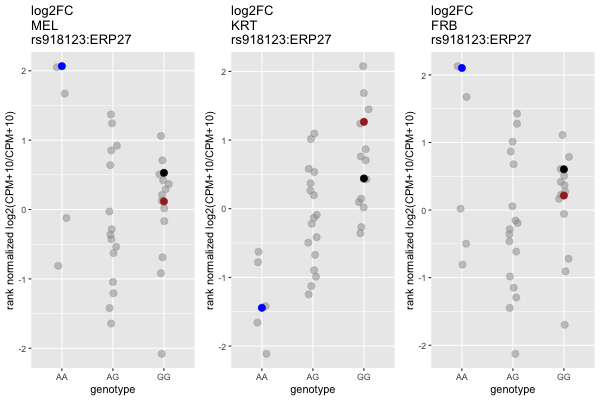 log2FC
MEL
rs918123:ERP27
rank normalized log2(CPM+10/CPM+10)
2
1
0
-1
-2
AA
AG
GG
genotype
log2FC
KRT
rs918123:ERP27
rank normalized log2(CPM+10/CPM+10)
2
1
0
-1
-2
AA
AG
GG
genotype
log2FC
FRB
rs918123:ERP27
rank normalized log2(CPM+10/CPM+10)
2
1
0
-1
-2
AA
AG
GG
genotype